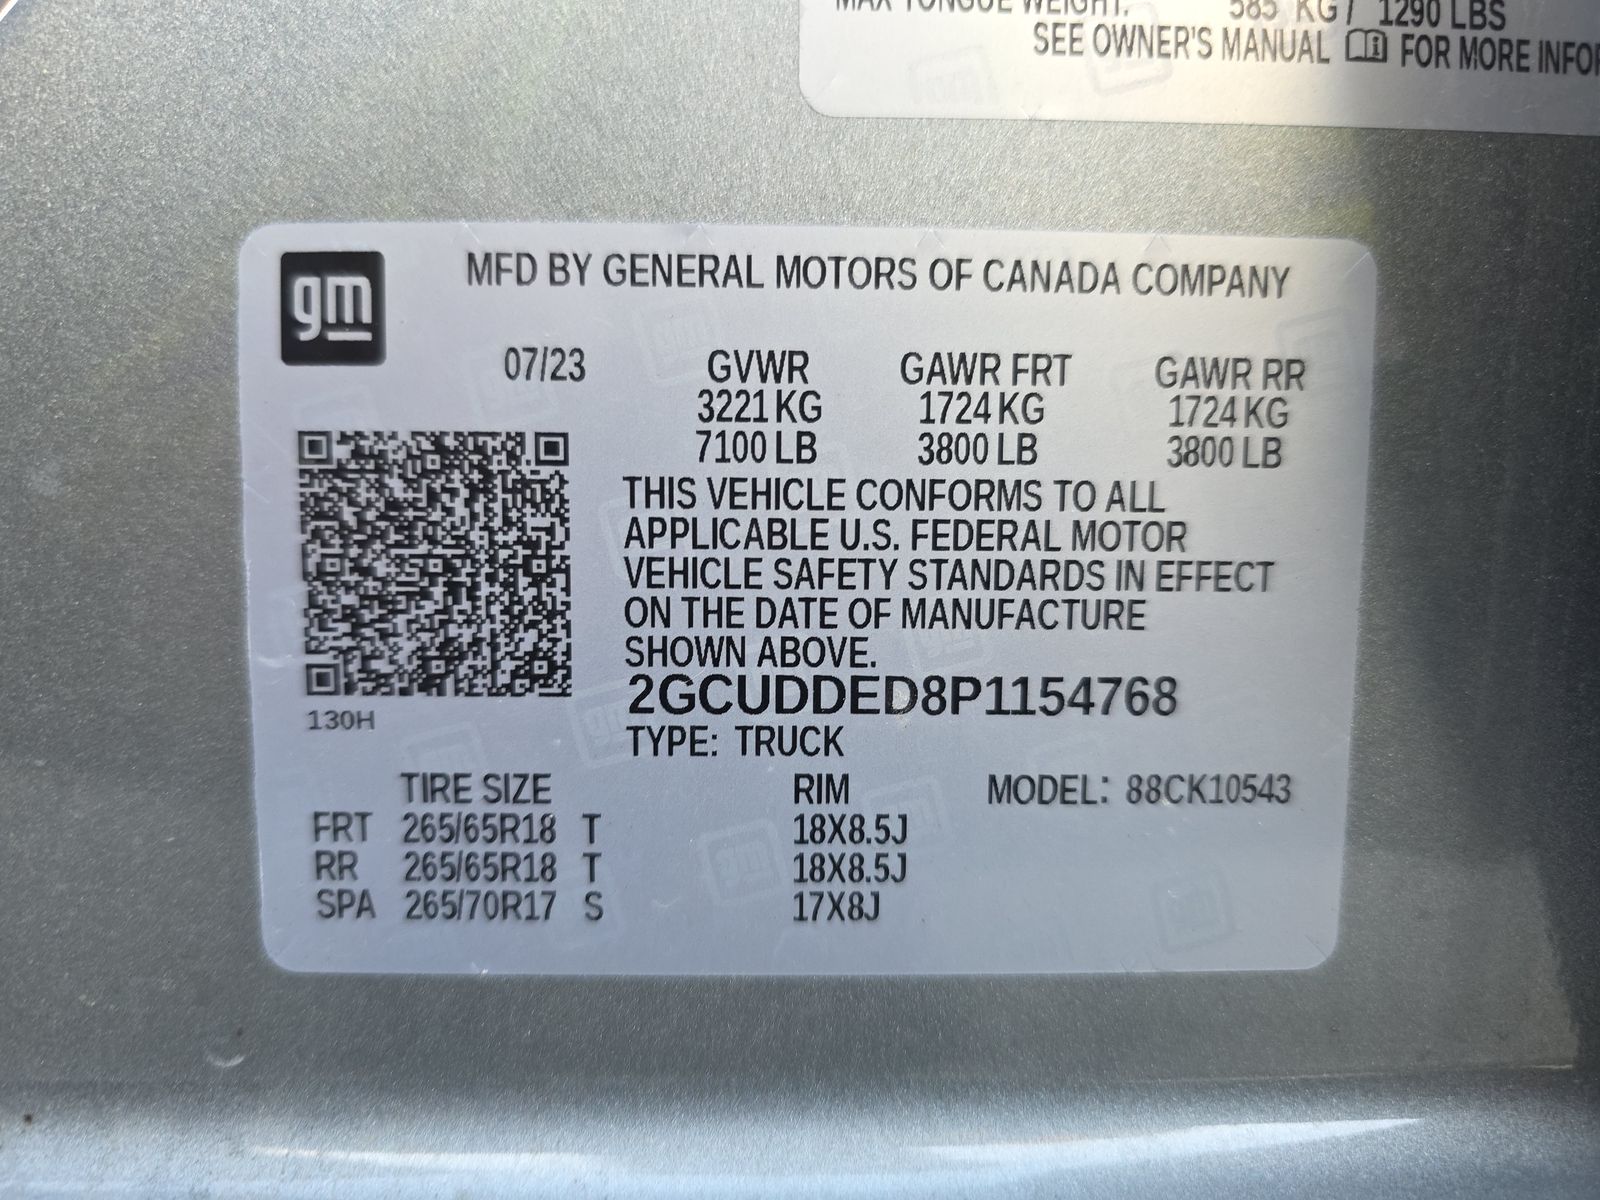 MAX TONGUE WEIGHT: 585 KG / 1290 LBS
SEE OWNER'S MANUAL FOR MORE
gm
MFD BY GENERAL MOTORS OF CANADA COMPANY
07/23 GVWR GAWR FRT GAWR RR
3221 KG 1724 KG 1724 KG
7100 LB 3800 LB 3800 LB
THIS VEHICLE CONFORMS TO ALL
APPLICABLE U.S. FEDERAL MOTOR
VEHICLE SAFETY STANDARDS IN EFFECT
ON THE DATE OF MANUFACTURE
SHOWN ABOVE.
2GCUDDED8P1154768
130H
TYPE: TRUCK
TIRE SIZE RIM MODEL: 88CK10543
FRT 265/65R18 T 18X8.5J
RR 265/65R18 T 18X8.5J
SPA 265/70R17 S 17X8J